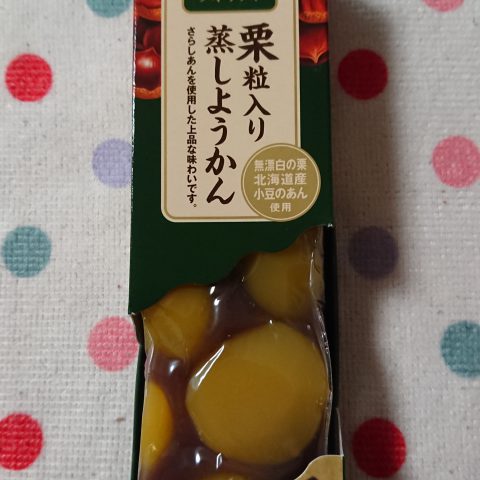 栗粒入り
蒸しようかん
さらしあんを使用した上品な味わいです。
無漂白の栗
北海道産
小豆のあん
使用